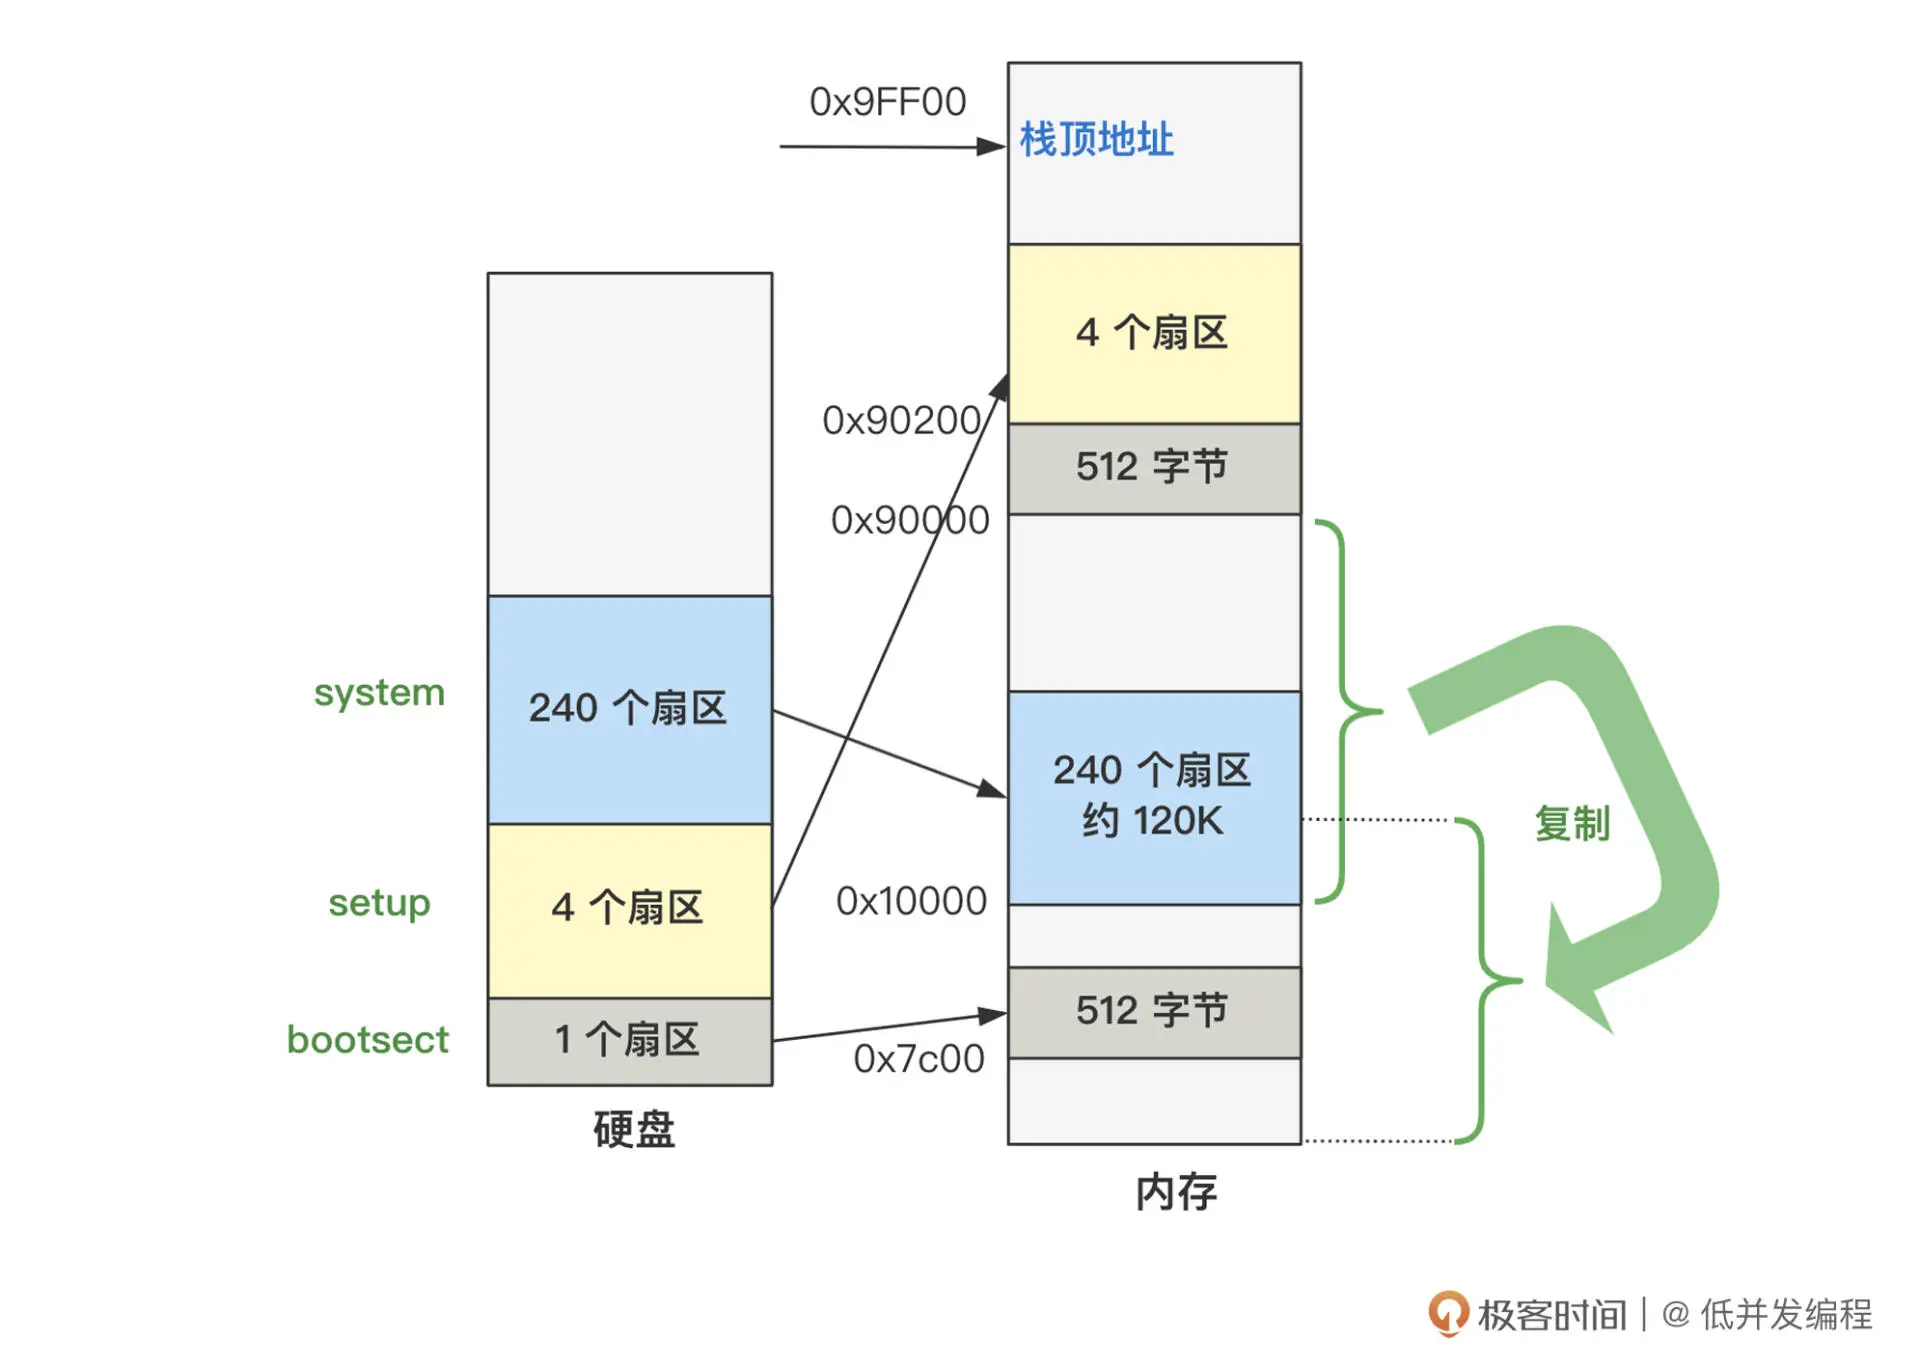 0x9FF00
栈顶地址
4 个扇区
0x90200
512 字节
0x90000
system
240 个扇区
240 个扇区
约 120K
复制
setup
4 个扇区
0x10000
bootsect
1 个扇区
512 字节
0x7c00
硬盘
内存
极客时间 | @ 低并发编程